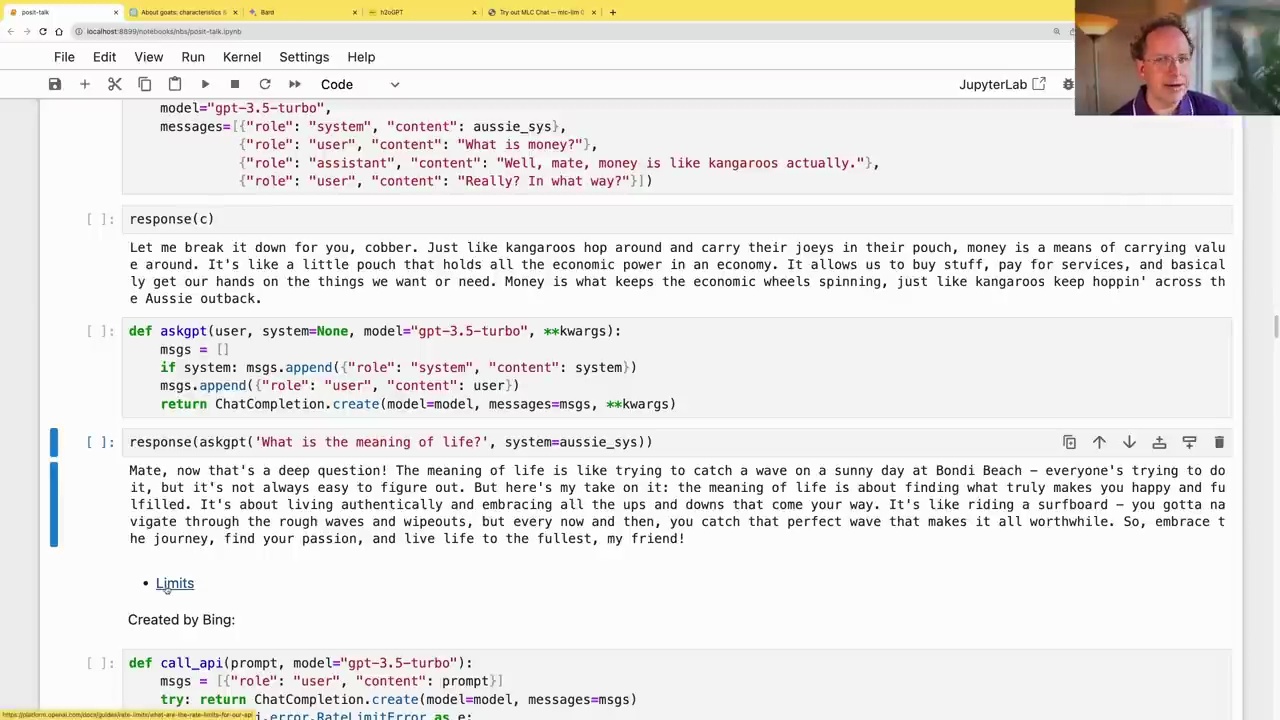 posit-talk
About goats: characteristics &
Bard
h2oGPT
Try out MLC Chat — mlc-llm
localhost:8899/notebooks/nbs/posit-talk.ipynb
File Edit View Run Kernel Settings Help
Code
JupyterLab
model="gpt-3.5-turbo",
messages=[{"role": "system", "content": aussie_sys},
{"role": "user", "content": "What is money?"},
{"role": "assistant", "content": "Well, mate, money is like kangaroos actually."},
{"role": "user", "content": "Really? In what way?"}])
[ ]: response(c)
Let me break it down for you, cobber. Just like kangaroos hop around and carry their joeys in their pouch, money is a means of carrying valu
e around. It's like a little pouch that holds all the economic power in an economy. It allows us to buy stuff, pay for services, and basical
ly get our hands on the things we want or need. Money is what keeps the economic wheels spinning, just like kangaroos keep hoppin' across th
e Aussie outback.
[ ]: def askgpt(user, system=None, model="gpt-3.5-turbo", **kwargs):
msgs = []
if system: msgs.append({"role": "system", "content": system})
msgs.append({"role": "user", "content": user})
return ChatCompletion.create(model=model, messages=msgs, **kwargs)
[ ]: response(askgpt('What is the meaning of life?', system=aussie_sys))
Mate, now that's a deep question! The meaning of life is like trying to catch a wave on a sunny day at Bondi Beach – everyone's trying to do
it, but it's not always easy to figure out. But here's my take on it: the meaning of life is about finding what truly makes you happy and fu
lfilled. It's about living authentically and embracing all the ups and downs that come your way. It's like riding a surfboard – you gotta na
vigate through the rough waves and wipeouts, but every now and then, you catch that perfect wave that makes it all worthwhile. So, embrace t
he journey, find your passion, and live life to the fullest, my friend!
• Limits
Created by Bing:
[ ]: def call_api(prompt, model="gpt-3.5-turbo"):
msgs = [{"role": "user", "content": prompt}]
try: return ChatCompletion.create(model=model, messages=msgs)
.error.RateLimitError as e:
https://platform.openai.com/docs/guides/rate-limits/what-are-the-rate-limits-for-our-api